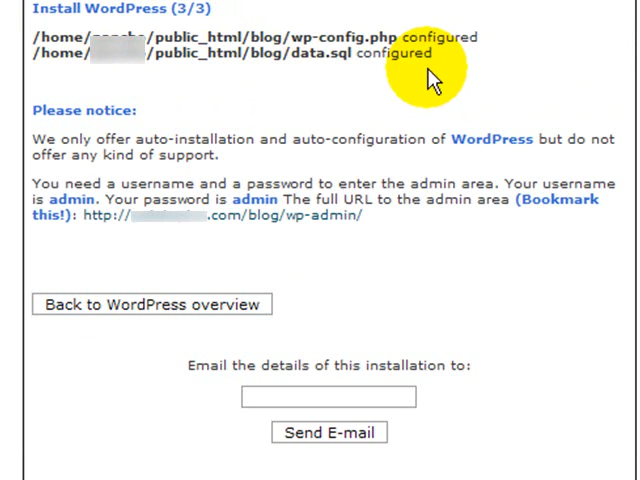 Install WordPress (3/3)
/home/ /public_html/blog/wp-config.php configured
/home/ /public_html/blog/data.sql configured
Please notice:
We only offer auto-installation and auto-configuration of WordPress but do not
offer any kind of support.
You need a username and a password to enter the admin area. Your username
is admin. Your password is admin The full URL to the admin area (Bookmark
this!): http:// .com/blog/wp-admin/
Back to WordPress overview
Email the details of this installation to:
Send E-mail